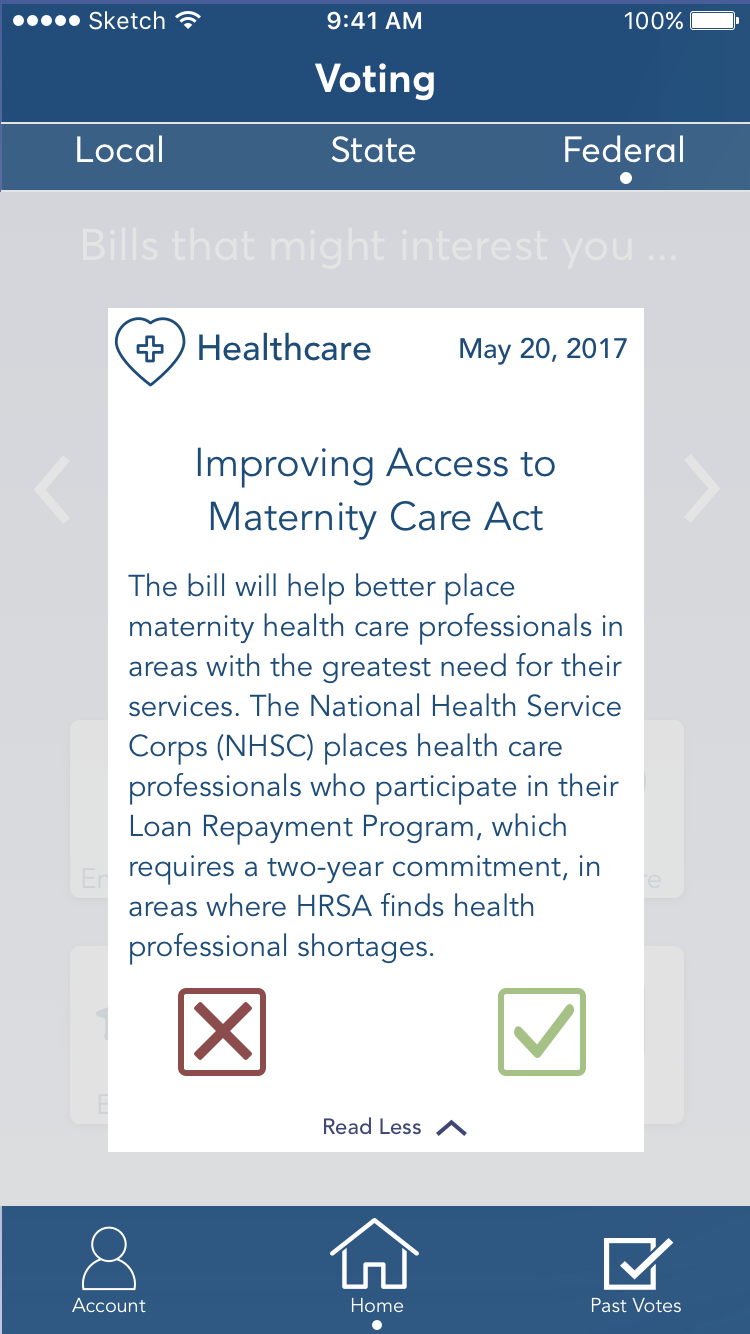 Sketch 9:41 AM 100%
Voting
Local State Federal
Bills that might interest you ...
Healthcare May 20, 2017
Improving Access to
Maternity Care Act
The bill will help better place
maternity health care professionals in
areas with the greatest need for their
services. The National Health Service
Corps (NHSC) places health care
professionals who participate in their
Loan Repayment Program, which
requires a two-year commitment, in
areas where HRSA finds health
professional shortages.
Read Less
Account Home Past Votes